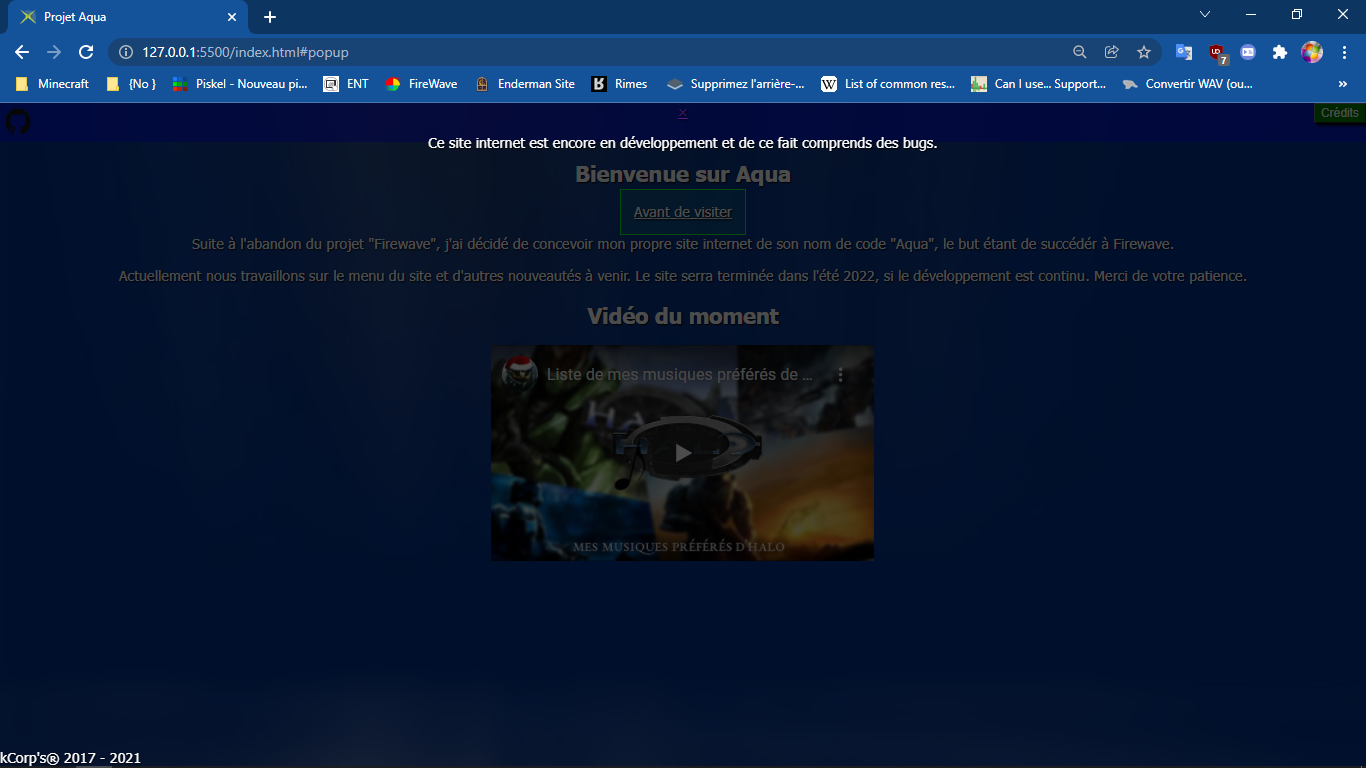 Projet Aqua
127.0.0.1:5500/index.html#popup
7
Minecraft {No } Piskel - Nouveau pi... ENT FireWave Enderman Site Rimes Supprimez l'arrière-... List of common res... Can I use... Support... Convertir WAV (ou... »
× Crédits
Ce site internet est encore en développement et de ce fait comprends des bugs.
Bienvenue sur Aqua
Avant de visiter
Suite à l'abandon du projet "Firewave", j'ai décidé de concevoir mon propre site internet de son nom de code "Aqua", le but étant de succédér à Firewave.
Actuellement nous travaillons sur le menu du site et d'autres nouveautés à venir. Le site serra terminée dans l'été 2022, si le développement est continu. Merci de votre patience.
Vidéo du moment
Liste de mes musiques préférés de ...
MES MUSIQUES PRÉFÉRÉS D'HALO
kCorp's® 2017 - 2021